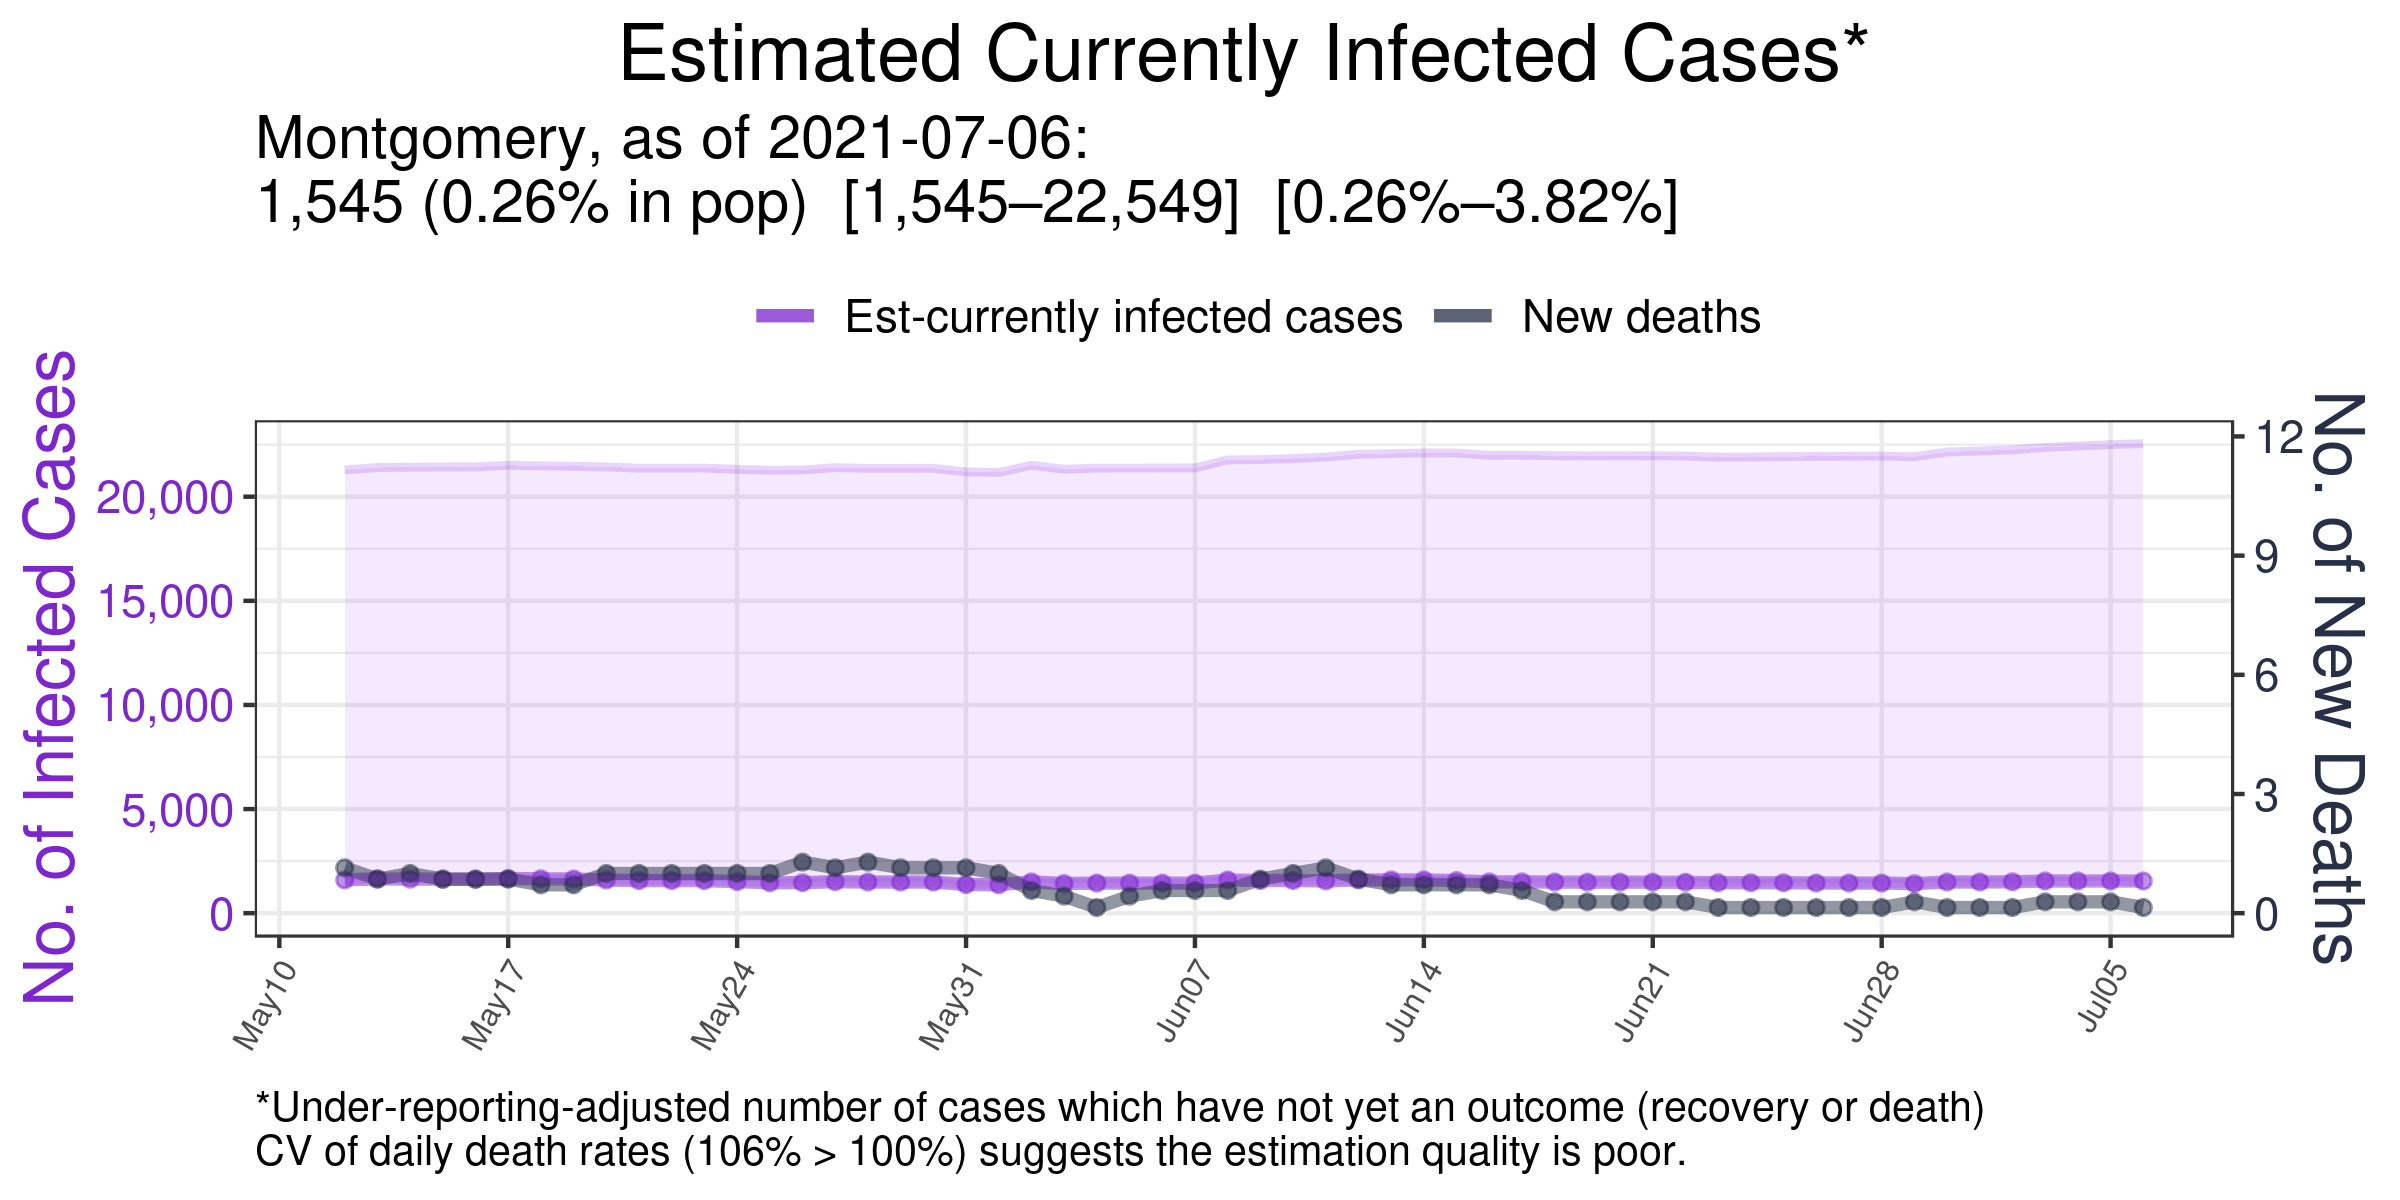 Estimated Currently Infected Cases*
Montgomery, as of 2021-07-06:
1,545 (0.26% in pop)  [1,545–22,549]  [0.26%–3.82%]
Est-currently infected cases
New deaths
No. of Infected Cases
20,000
15,000
10,000
5,000
0
12
9
6
3
0
No. of New Deaths
May10
May17
May24
May31
Jun07
Jun14
Jun21
Jun28
Jul05
*Under-reporting-adjusted number of cases which have not yet an outcome (recovery or death)
CV of daily death rates (106% > 100%) suggests the estimation quality is poor.